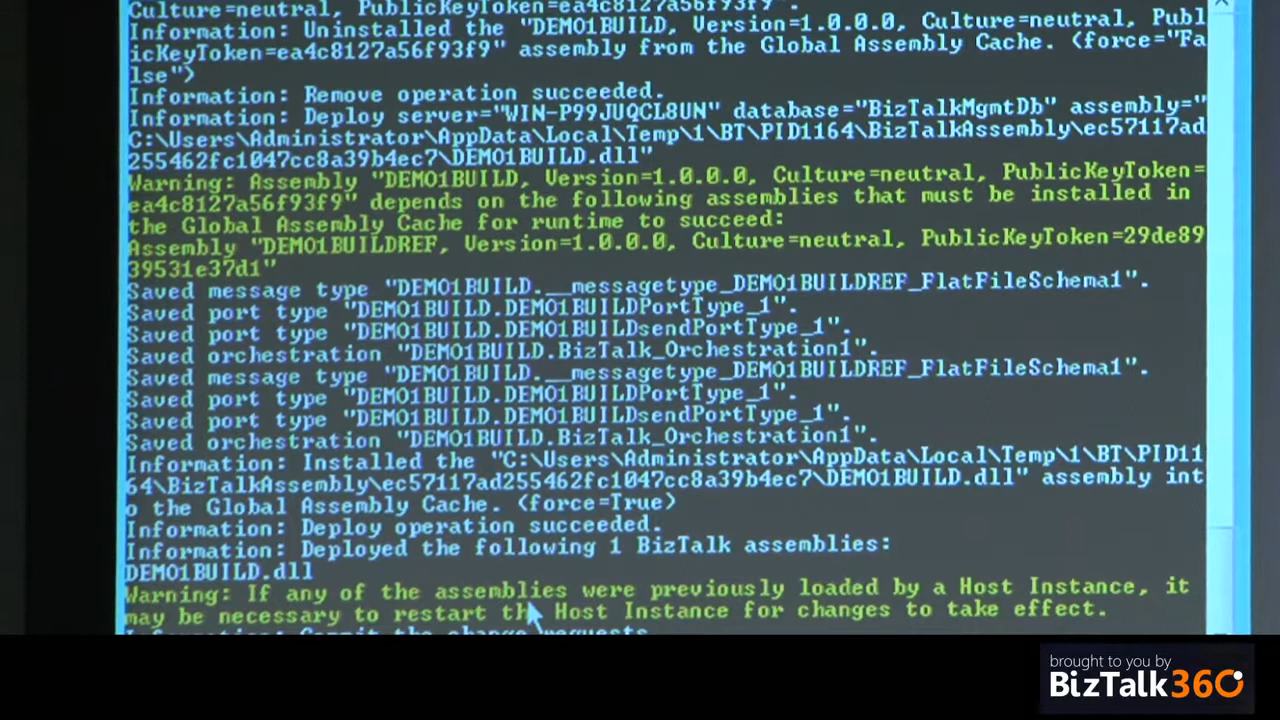 Culture=neutral, PublicKeyToken=ea4c8127a56f93f9".
Information: Uninstalled the "DEMO1BUILD, Version=1.0.0.0, Culture=neutral, Publ
icKeyToken=ea4c8127a56f93f9" assembly from the Global Assembly Cache. (force="Fa
lse")
Information: Remove operation succeeded.
Information: Deploy server="WIN-P99JUQCL8UN" database="BizTalkMgmtDb" assembly="
C:\Users\Administrator\AppData\Local\Temp\1\BT\PID1164\BizTalkAssembly\ec57117ad
255462fc1047cc8a39b4ec7\DEMO1BUILD.dll"
Warning: Assembly "DEMO1BUILD, Version=1.0.0.0, Culture=neutral, PublicKeyToken=
ea4c8127a56f93f9" depends on the following assemblies that must be installed in
the Global Assembly Cache for runtime to succeed:
Assembly "DEMO1BUILDREF, Version=1.0.0.0, Culture=neutral, PublicKeyToken=29de89
39531e37d1"
Saved message type "DEMO1BUILD.__messagetype_DEMO1BUILDREF_FlatFileSchema1".
Saved port type "DEMO1BUILD.DEMO1BUILDPortType_1".
Saved port type "DEMO1BUILD.DEMO1BUILDsendPortType_1".
Saved orchestration "DEMO1BUILD.BizTalk_Orchestration1".
Saved message type "DEMO1BUILD.__messagetype_DEMO1BUILDREF_FlatFileSchema1".
Saved port type "DEMO1BUILD.DEMO1BUILDPortType_1".
Saved port type "DEMO1BUILD.DEMO1BUILDsendPortType_1".
Saved orchestration "DEMO1BUILD.BizTalk_Orchestration1".
Information: Installed the "C:\Users\Administrator\AppData\Local\Temp\1\BT\PID11
64\BizTalkAssembly\ec57117ad255462fc1047cc8a39b4ec7\DEMO1BUILD.dll" assembly int
o the Global Assembly Cache. (force=True)
Information: Deploy operation succeeded.
Information: Deployed the following 1 BizTalk assemblies:
DEMO1BUILD.dll
Warning: If any of the assemblies were previously loaded by a Host Instance, it
may be necessary to restart the Host Instance for changes to take effect.
Information: Commit the change requests
brought to you by
BizTalk360